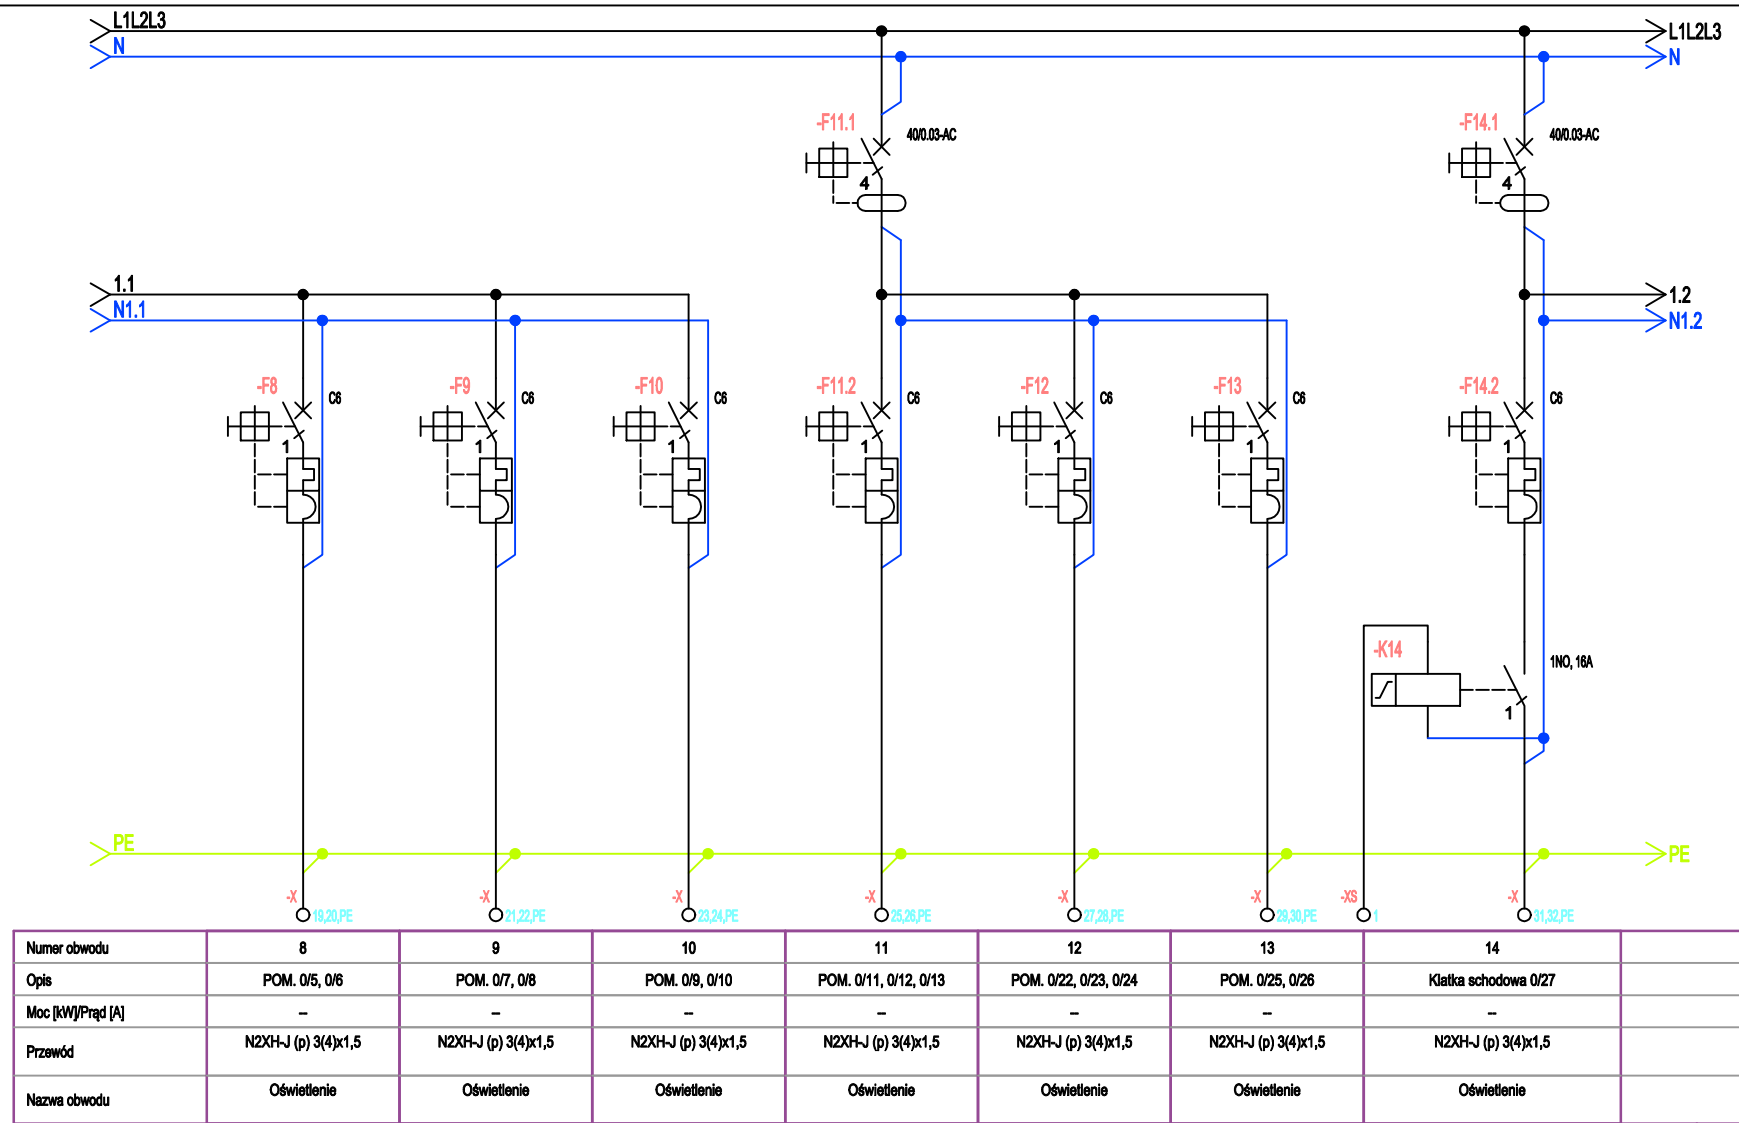 L1L2L3
L1L2L3
N
N
-F11.1
40/0.03-AC
4
-F14.1
40/0.03-AC
4
1.1
1.2
N1.1
N1.2
-F8
C6
1
-F9
C6
1
-F10
C6
1
-F11.2
C6
1
-F12
C6
1
-F13
C6
1
-F14.2
C6
1
-K14
1NO, 16A
1
PE
PE
-X
19,20,PE
-X
21,22,PE
-X
23,24,PE
-X
25,26,PE
-X
27,28,PE
-X
29,30,PE
-XS
1
-X
31,32,PE
Numer obwodu 8 9 10 11 12 13 14
Opis POM. 0/5, 0/6 POM. 0/7, 0/8 POM. 0/9, 0/10 POM. 0/11, 0/12, 0/13 POM. 0/22, 0/23, 0/24 POM. 0/25, 0/26 Klatka schodowa 0/27
Moc [kW]/Prąd [A] -- -- -- -- -- -- --
Przewód N2XH-J (p) 3(4)x1,5 N2XH-J (p) 3(4)x1,5 N2XH-J (p) 3(4)x1,5 N2XH-J (p) 3(4)x1,5 N2XH-J (p) 3(4)x1,5 N2XH-J (p) 3(4)x1,5 N2XH-J (p) 3(4)x1,5
Nazwa obwodu Oświetlenie Oświetlenie Oświetlenie Oświetlenie Oświetlenie Oświetlenie Oświetlenie